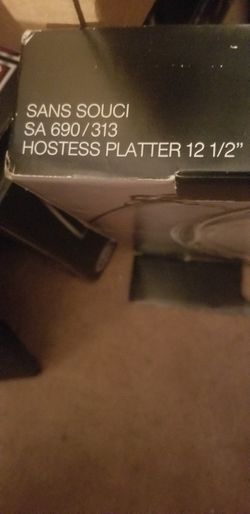 SANS SOUCI
SA 690/313
HOSTESS PLATTER 12 1/2"